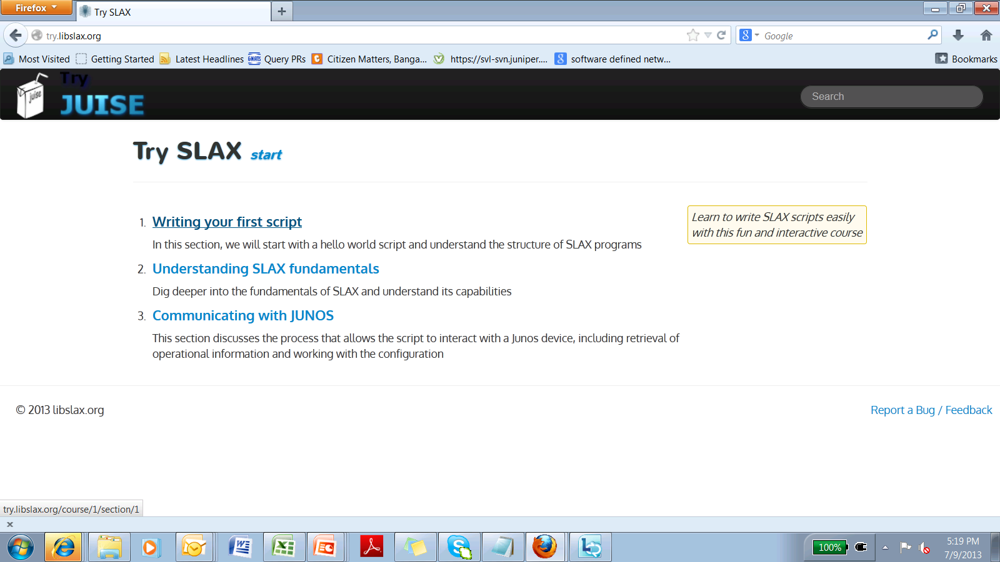 Firefox
Try SLAX
try.libslax.org
Google
Most Visited
Getting Started
Latest Headlines
GNATS Query PRs
Citizen Matters, Banga...
https://svl-svn.juniper....
software defined netw...
Bookmarks
juise
Try
JUISE
Search
Try SLAX start
1. Writing your first script
In this section, we will start with a hello world script and understand the structure of SLAX programs
2. Understanding SLAX fundamentals
Dig deeper into the fundamentals of SLAX and understand its capabilities
3. Communicating with JUNOS
This section discusses the process that allows the script to interact with a Junos device, including retrieval of
operational information and working with the configuration
Learn to write SLAX scripts easily
with this fun and interactive course
© 2013 libslax.org
Report a Bug / Feedback
try.libslax.org/course/1/section/1
100%
5:19 PM
7/9/2013